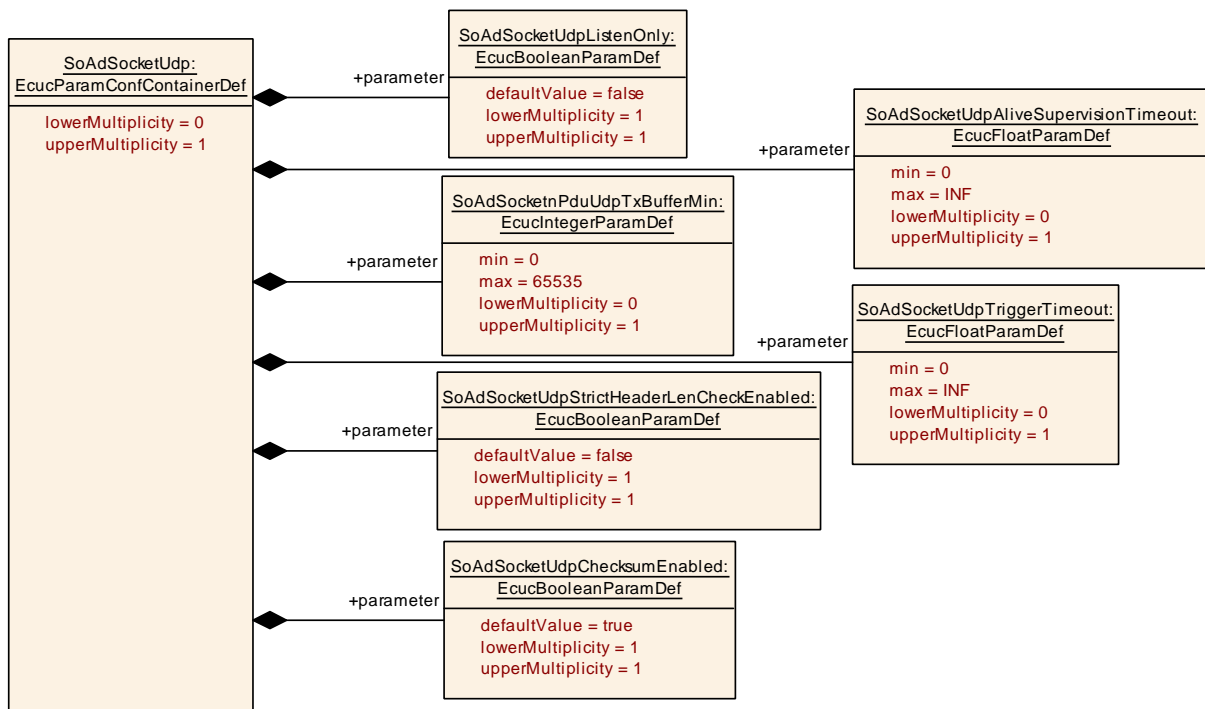 SoAdSocketUdp:
EcucParamConfContainerDef
lowerMultiplicity = 0
upperMultiplicity = 1
+parameter
SoAdSocketUdpListenOnly:
EcucBooleanParamDef
defaultValue = false
lowerMultiplicity = 1
upperMultiplicity = 1
+parameter
SoAdSocketUdpAliveSupervisionTimeout:
EcucFloatParamDef
min = 0
max = INF
lowerMultiplicity = 0
upperMultiplicity = 1
+parameter
SoAdSocketnPduUdpTxBufferMin:
EcucIntegerParamDef
min = 0
max = 65535
lowerMultiplicity = 0
upperMultiplicity = 1
+parameter
SoAdSocketUdpTriggerTimeout:
EcucFloatParamDef
min = 0
max = INF
lowerMultiplicity = 0
upperMultiplicity = 1
+parameter
SoAdSocketUdpStrictHeaderLenCheckEnabled:
EcucBooleanParamDef
defaultValue = false
lowerMultiplicity = 1
upperMultiplicity = 1
+parameter
SoAdSocketUdpChecksumEnabled:
EcucBooleanParamDef
defaultValue = true
lowerMultiplicity = 1
upperMultiplicity = 1